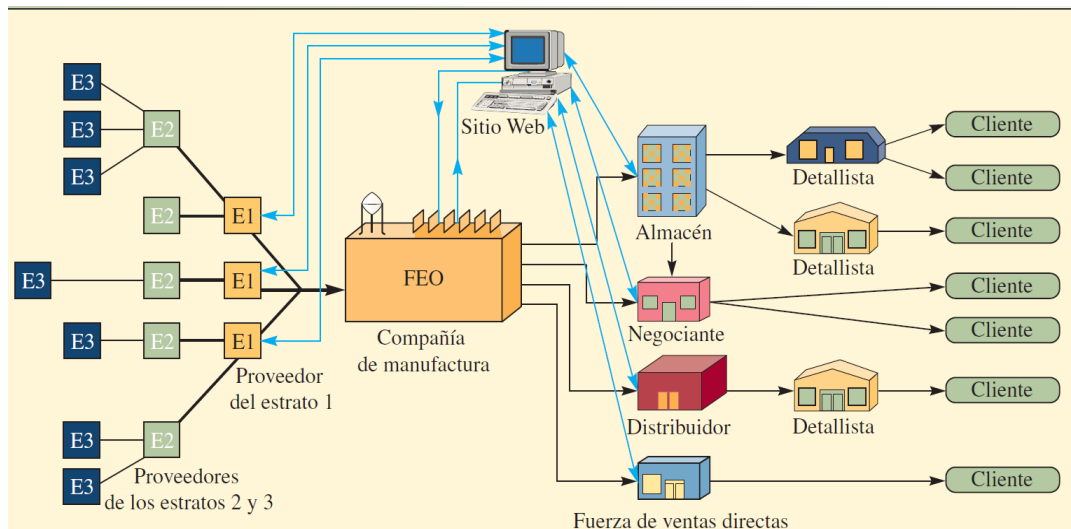 E3
E3
E3
E2
E2
E1
E3
E2
E1
E3
E2
E1
E3
E2
E3
Proveedor
del estrato 1
Proveedores
de los estratos 2 y 3
Sitio Web
FEO
Compañía
de manufactura
Almacén
Negociante
Distribuidor
Fuerza de ventas directas
Detallista
Detallista
Detallista
Cliente
Cliente
Cliente
Cliente
Cliente
Cliente
Cliente